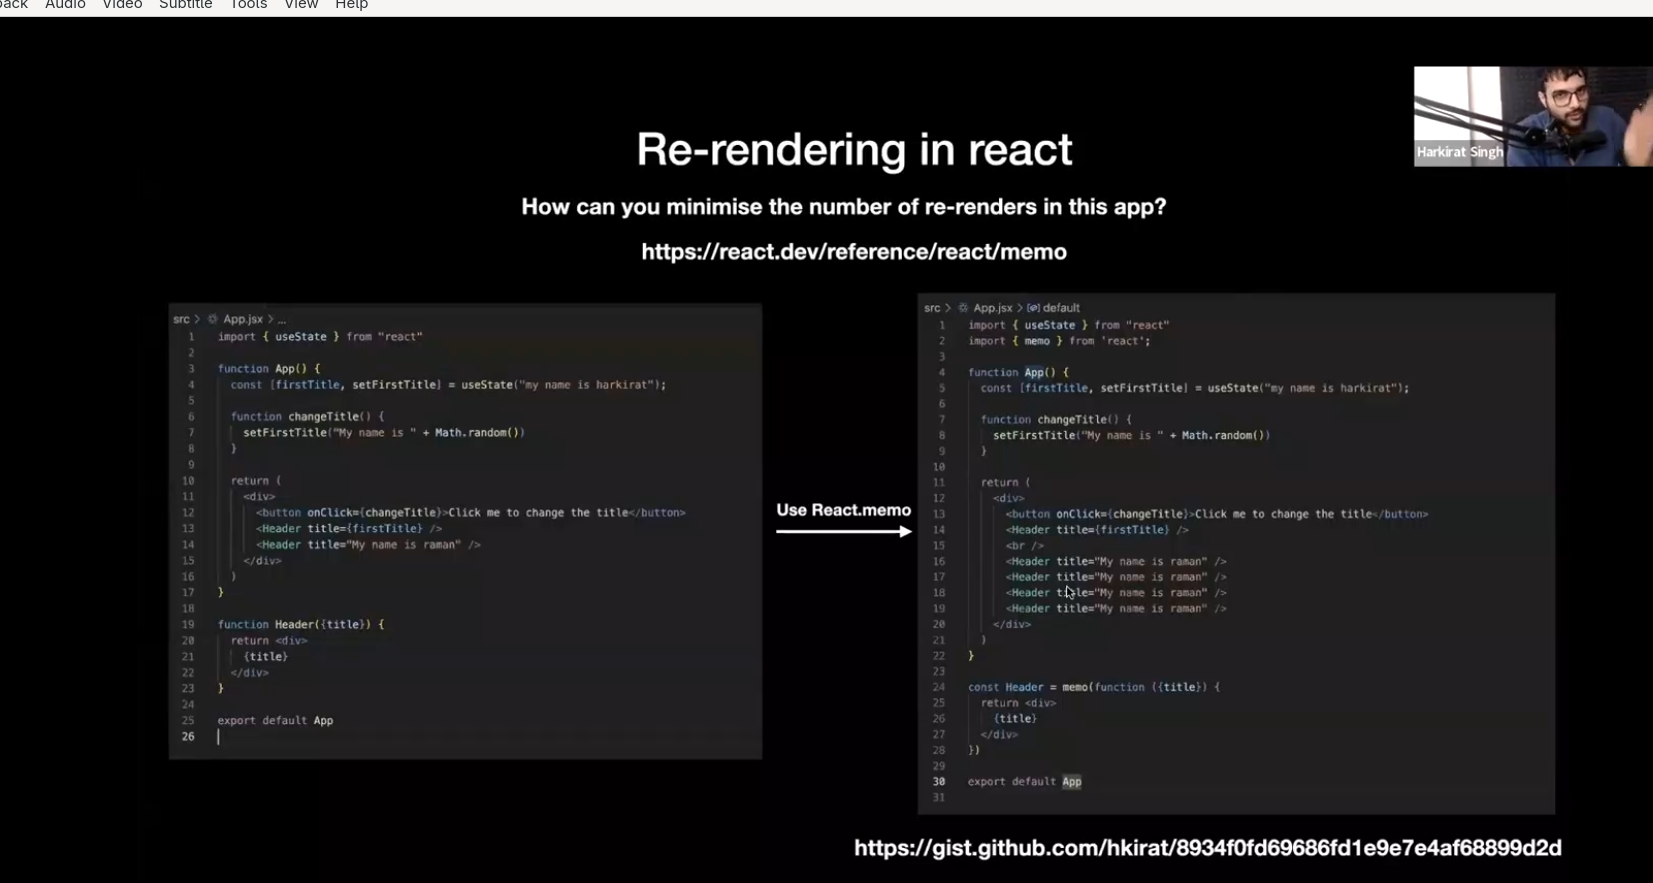 Audio Video Subtitle Tools View Help
Harkirat Singh
Re-rendering in react
How can you minimise the number of re-renders in this app?
https://react.dev/reference/react/memo
src > App.jsx > ...
1 import { useState } from "react"
2
3 function App() {
4 const [firstTitle, setFirstTitle] = useState("my name is harkirat");
5
6 function changeTitle() {
7 setFirstTitle("My name is " + Math.random())
8 }
9
10 return (
11 <div>
12 <button onClick={changeTitle}>Click me to change the title</button>
13 <Header title={firstTitle} />
14 <Header title="My name is raman" />
15 </div>
16 )
17 }
18
19 function Header({title}) {
20 return <div>
21 {title}
22 </div>
23 }
24
25 export default App
26
Use React.memo
src > App.jsx > default
1 import { useState } from "react"
2 import { memo } from 'react';
3
4 function App() {
5 const [firstTitle, setFirstTitle] = useState("my name is harkirat");
6
7 function changeTitle() {
8 setFirstTitle("My name is " + Math.random())
9 }
10
11 return (
12 <div>
13 <button onClick={changeTitle}>Click me to change the title</button>
14 <Header title={firstTitle} />
15 <br />
16 <Header title="My name is raman" />
17 <Header title="My name is raman" />
18 <Header title="My name is raman" />
19 <Header title="My name is raman" />
20 </div>
21 )
22 }
23
24 const Header = memo(function ({title}) {
25 return <div>
26 {title}
27 </div>
28 })
29
30 export default App
31
https://gist.github.com/hkirat/8934f0fd69686fd1e9e7e4af68899d2d